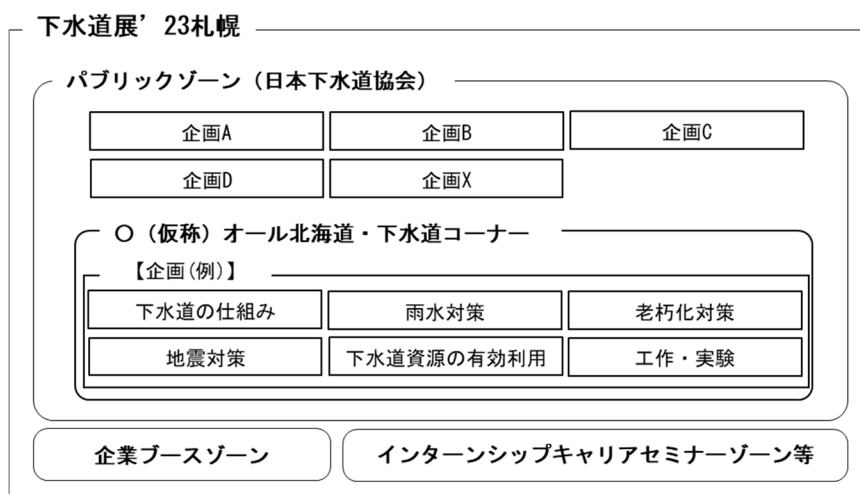 下水道展’23札幌
パブリックゾーン（日本下水道協会）
企画A 企画B 企画C
企画D 企画X
〇（仮称）オール北海道・下水道コーナー
【企画(例)】
下水道の仕組み 雨水対策 老朽化対策
地震対策 下水道資源の有効利用 工作・実験
企業ブースゾーン インターンシップキャリアセミナーゾーン等